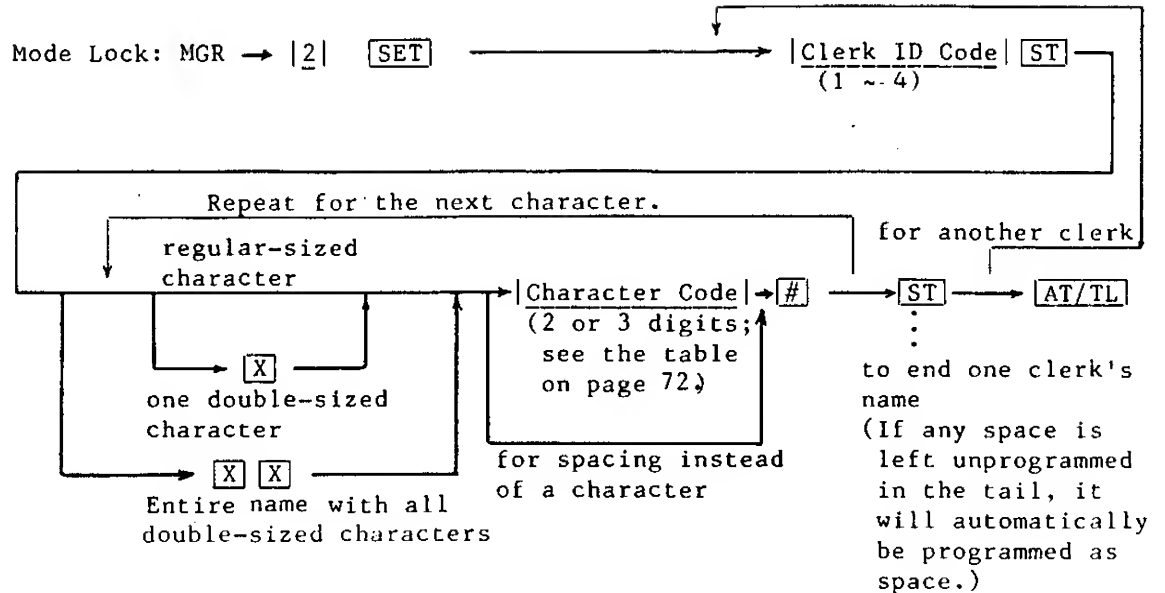 Mode Lock: MGR → |2| [SET] → |Clerk ID Code| [ST]
(1 ~ 4)
Repeat for the next character.
regular-sized
character
for another clerk
|Character Code| → [#] → [ST] → [AT/TL]
(2 or 3 digits;
see the table
on page 72.)
[X]
one double-sized
character
[X] [X]
Entire name with all
double-sized characters
for spacing instead
of a character
to end one clerk's
name
(If any space is
left unprogrammed
in the tail, it
will automatically
be programmed as
space.)